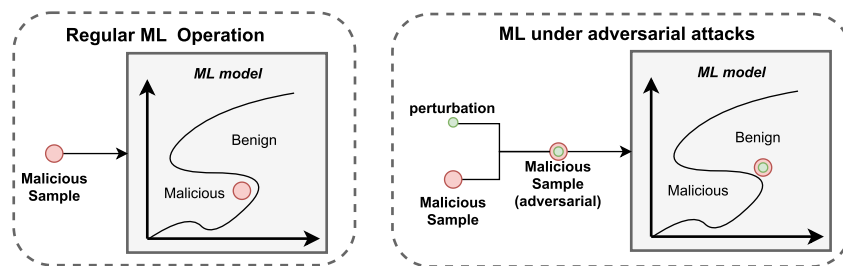 Regular ML Operation
ML model
Benign
Malicious
Malicious
Sample
ML under adversarial attacks
ML model
perturbation
Benign
Malicious
Sample
(adversarial)
Malicious
Malicious
Sample